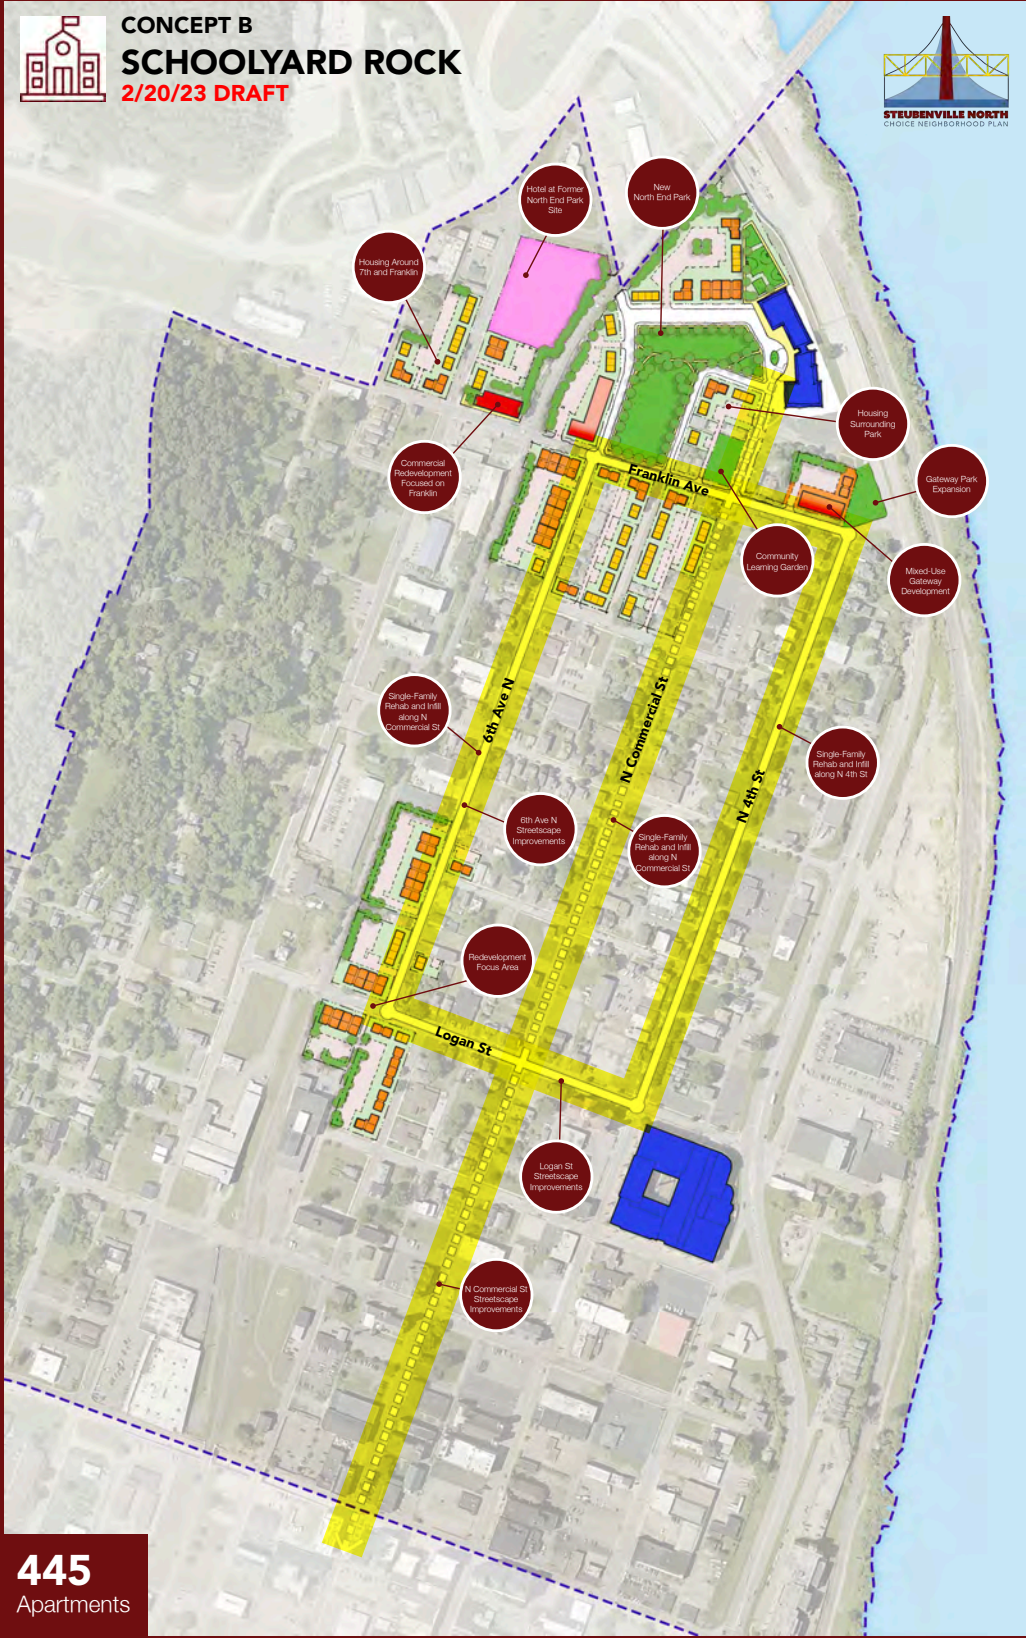 CONCEPT B
SCHOOLYARD ROCK
2/20/23 DRAFT
STEUBENVILLE NORTH
CHOICE NEIGHBORHOOD PLAN
Hotel at Former
North End Park
Site
New
North End Park
Housing Around
7th and Franklin
Housing
Surrounding
Park
Commercial
Redevelopment
Focused on
Franklin
Gateway Park
Expansion
Franklin Ave
Community
Learning Garden
Mixed-Use
Gateway
Development
Single-Family
Rehab and Infill
along N
Commercial St
6th Ave N
N Commercial St
Single-Family
Rehab and Infill
along N 4th St
N 4th St
6th Ave N
Streetscape
Improvements
Single-Family
Rehab and Infill
along N
Commercial St
Redevelopment
Focus Area
Logan St
Logan St
Streetscape
Improvements
N Commercial St
Streetscape
Improvements
445
Apartments